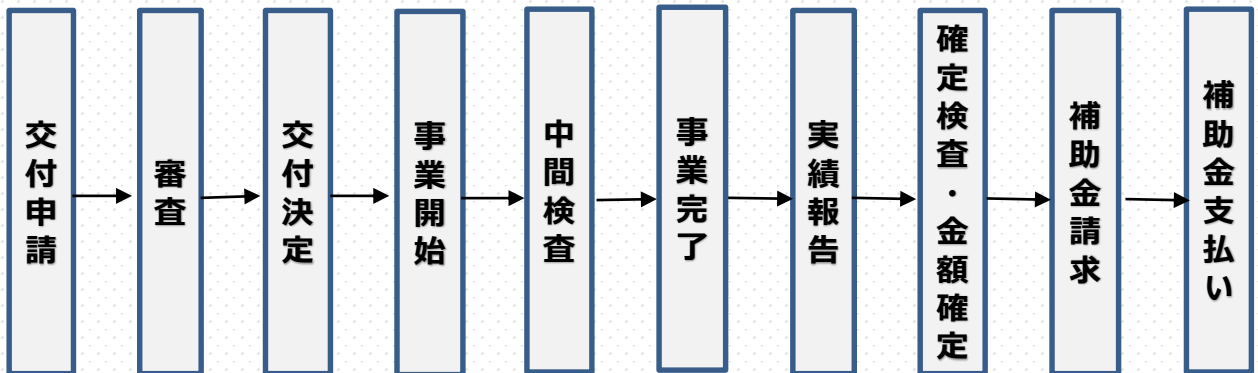 交付申請
審査
交付決定
事業開始
中間検査
事業完了
実績報告
確定検査・金額確定
補助金請求
補助金支払い